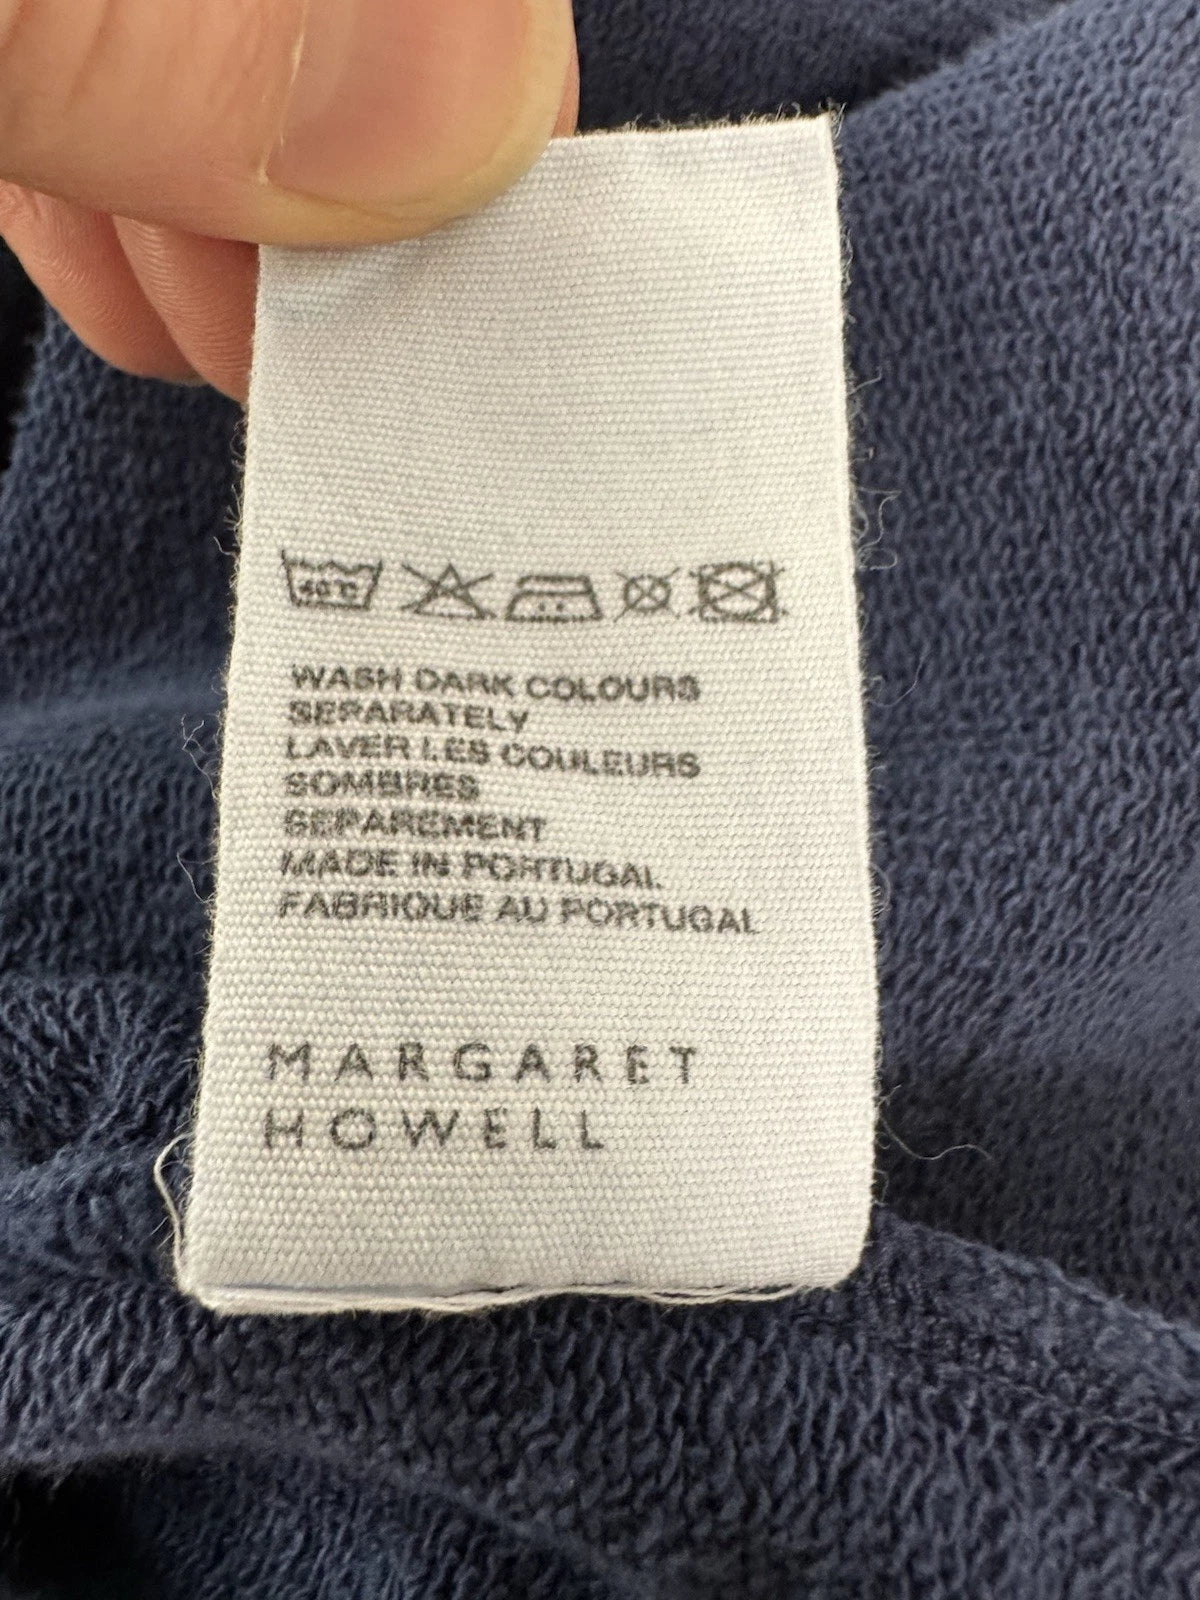 40°C
WASH DARK COLOURS
SEPARATELY
LAVER LES COULEURS
SOMBRES
SEPAREMENT
MADE IN PORTUGAL
FABRIQUE AU PORTUGAL
MARGARET
HOWELL